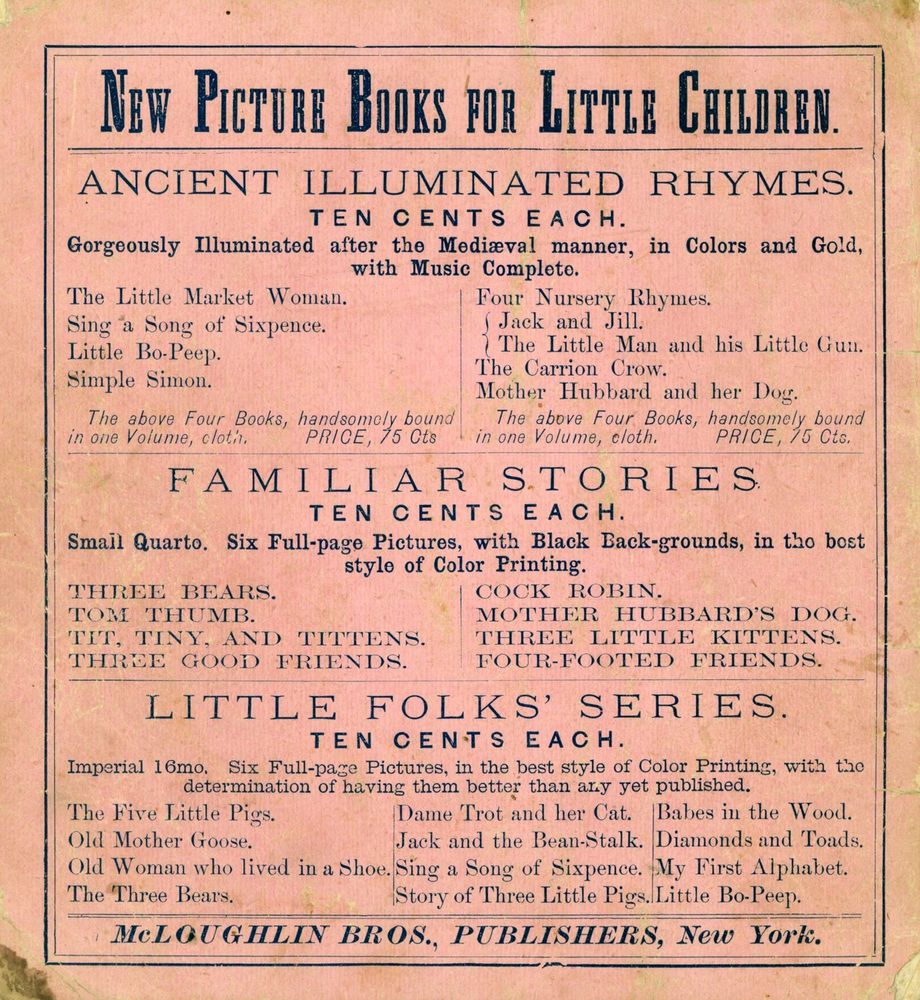 NEW PICTURE BOOKS FOR LITTLE CHILDREN.
ANCIENT ILLUMINATED RHYMES.
TEN CENTS EACH.
Gorgeously Illuminated after the Mediæval manner, in Colors and Gold,
with Music Complete.
The Little Market Woman.
Sing a Song of Sixpence.
Little Bo-Peep.
Simple Simon.
The above Four Books, handsomely bound
in one Volume, cloth. PRICE, 75 Cts
Four Nursery Rhymes.
{ Jack and Jill.
{ The Little Man and his Little Gun.
The Carrion Crow.
Mother Hubbard and her Dog.
The above Four Books, handsomely bound
in one Volume, cloth. PRICE, 75 Cts.
FAMILIAR STORIES.
TEN CENTS EACH.
Small Quarto. Six Full-page Pictures, with Black Back-grounds, in the best
style of Color Printing.
THREE BEARS.
TOM THUMB.
TIT, TINY, AND TITTENS.
THREE GOOD FRIENDS.
COCK ROBIN.
MOTHER HUBBARD'S DOG.
THREE LITTLE KITTENS.
FOUR-FOOTED FRIENDS.
LITTLE FOLKS' SERIES.
TEN CENTS EACH.
Imperial 16mo. Six Full-page Pictures, in the best style of Color Printing, with the
determination of having them better than any yet published.
The Five Little Pigs.
Old Mother Goose.
Old Woman who lived in a Shoe.
The Three Bears.
Dame Trot and her Cat.
Jack and the Bean-Stalk.
Sing a Song of Sixpence.
Story of Three Little Pigs.
Babes in the Wood.
Diamonds and Toads.
My First Alphabet.
Little Bo-Peep.
McLOUGHLIN BROS., PUBLISHERS, New York.